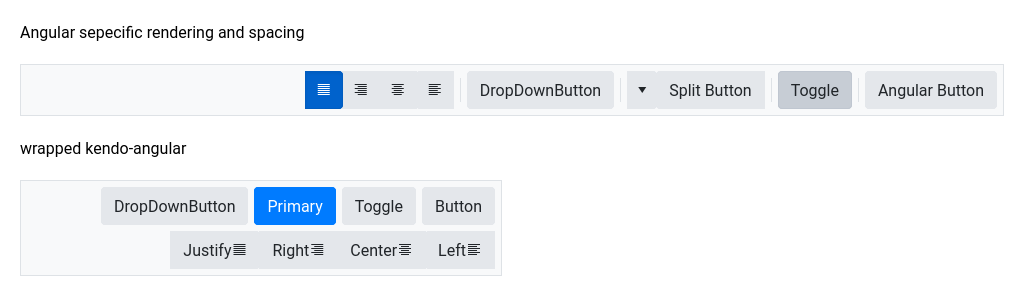 Angular sepecific rendering and spacing
DropDownButton Split Button Toggle Angular Button
wrapped kendo-angular
DropDownButton Primary Toggle Button
Justify Right Center Left